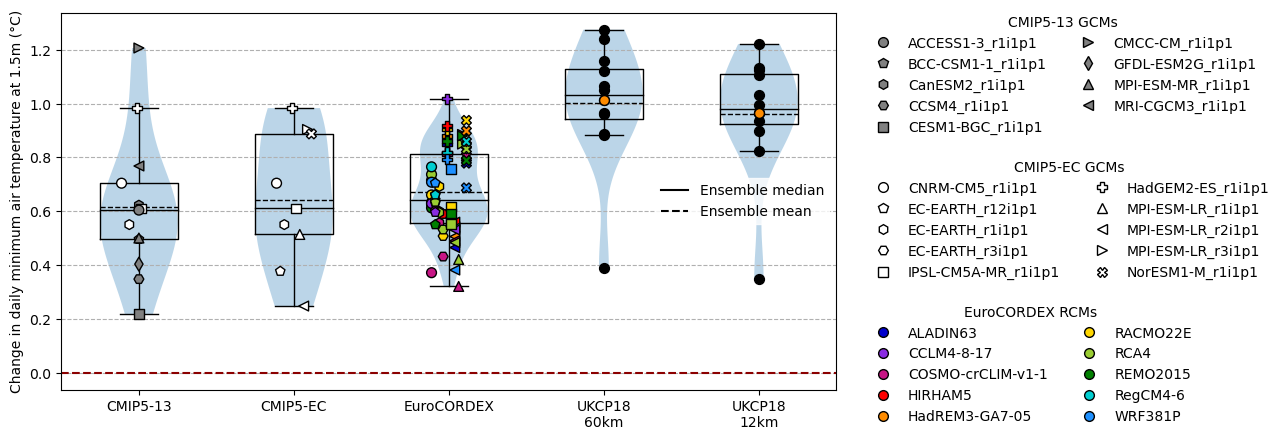 Change in daily minimum air temperature at 1.5m (°C)
1.2
1.0
0.8
0.6
0.4
0.2
0.0
CMIP5-13
CMIP5-EC
EuroCORDEX
UKCP18
60km
UKCP18
12km
Ensemble median
Ensemble mean
CMIP5-13 GCMs
ACCESS1-3_r1i1p1
BCC-CSM1-1_r1i1p1
CanESM2_r1i1p1
CCSM4_r1i1p1
CESM1-BGC_r1i1p1
CMCC-CM_r1i1p1
GFDL-ESM2G_r1i1p1
MPI-ESM-MR_r1i1p1
MRI-CGCM3_r1i1p1
CMIP5-EC GCMs
CNRM-CM5_r1i1p1
EC-EARTH_r12i1p1
EC-EARTH_r1i1p1
EC-EARTH_r3i1p1
IPSL-CM5A-MR_r1i1p1
HadGEM2-ES_r1i1p1
MPI-ESM-LR_r1i1p1
MPI-ESM-LR_r2i1p1
MPI-ESM-LR_r3i1p1
NorESM1-M_r1i1p1
EuroCORDEX RCMs
ALADIN63
CCLM4-8-17
COSMO-crCLIM-v1-1
HIRHAM5
HadREM3-GA7-05
RACMO22E
RCA4
REMO2015
RegCM4-6
WRF381P